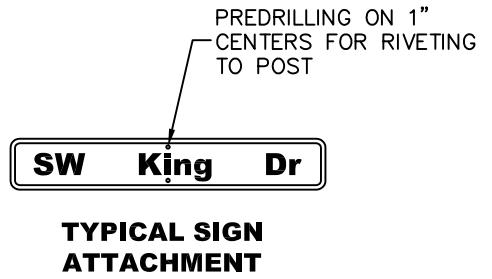 PREDRILLING ON 1”
CENTERS FOR RIVETING
TO POST
SW King Dr
TYPICAL SIGN
ATTACHMENT